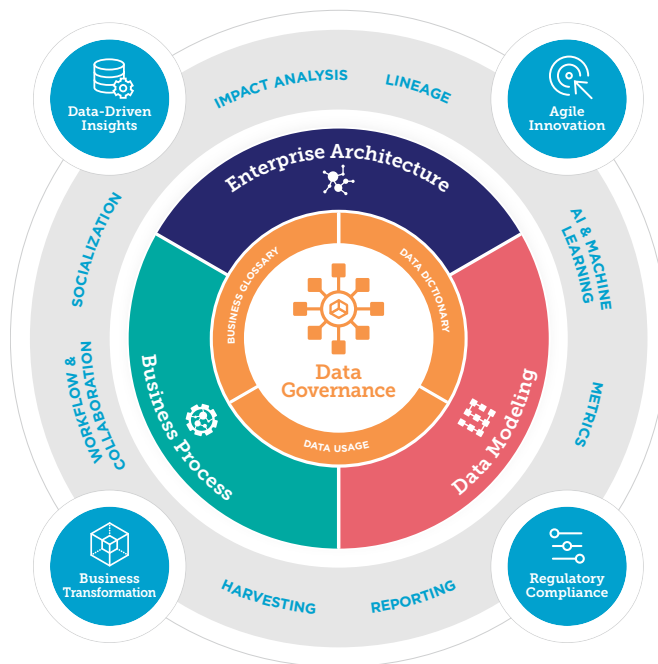 Data-Driven
Insights
IMPACT ANALYSIS
LINEAGE
Agile
Innovation
Enterprise Architecture
SOCIALIZATION
AI & MACHINE
LEARNING
BUSINESS GLOSSARY
DATA DICTIONARY
Data
Governance
WORKFLOW &
COLLABORATION
Business Process
DATA USAGE
Data Modeling
METRICS
Business
Transformation
HARVESTING
REPORTING
Regulatory
Compliance